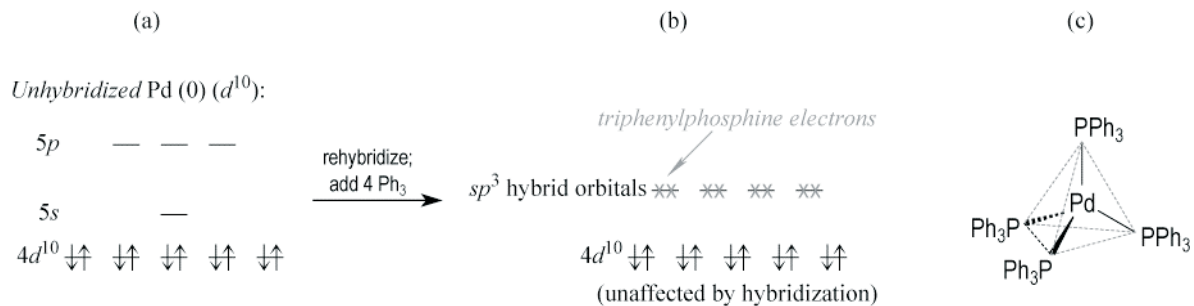 (a)
(b)
(c)
Unhybridized Pd (0) (d¹⁰):
triphenylphosphine electrons
5p
rehybridize;
add 4 Ph₃
sp³ hybrid orbitals
5s
4d¹⁰
4d¹⁰
(unaffected by hybridization)
PPh₃
Pd
Ph₃P
PPh₃
Ph₃P